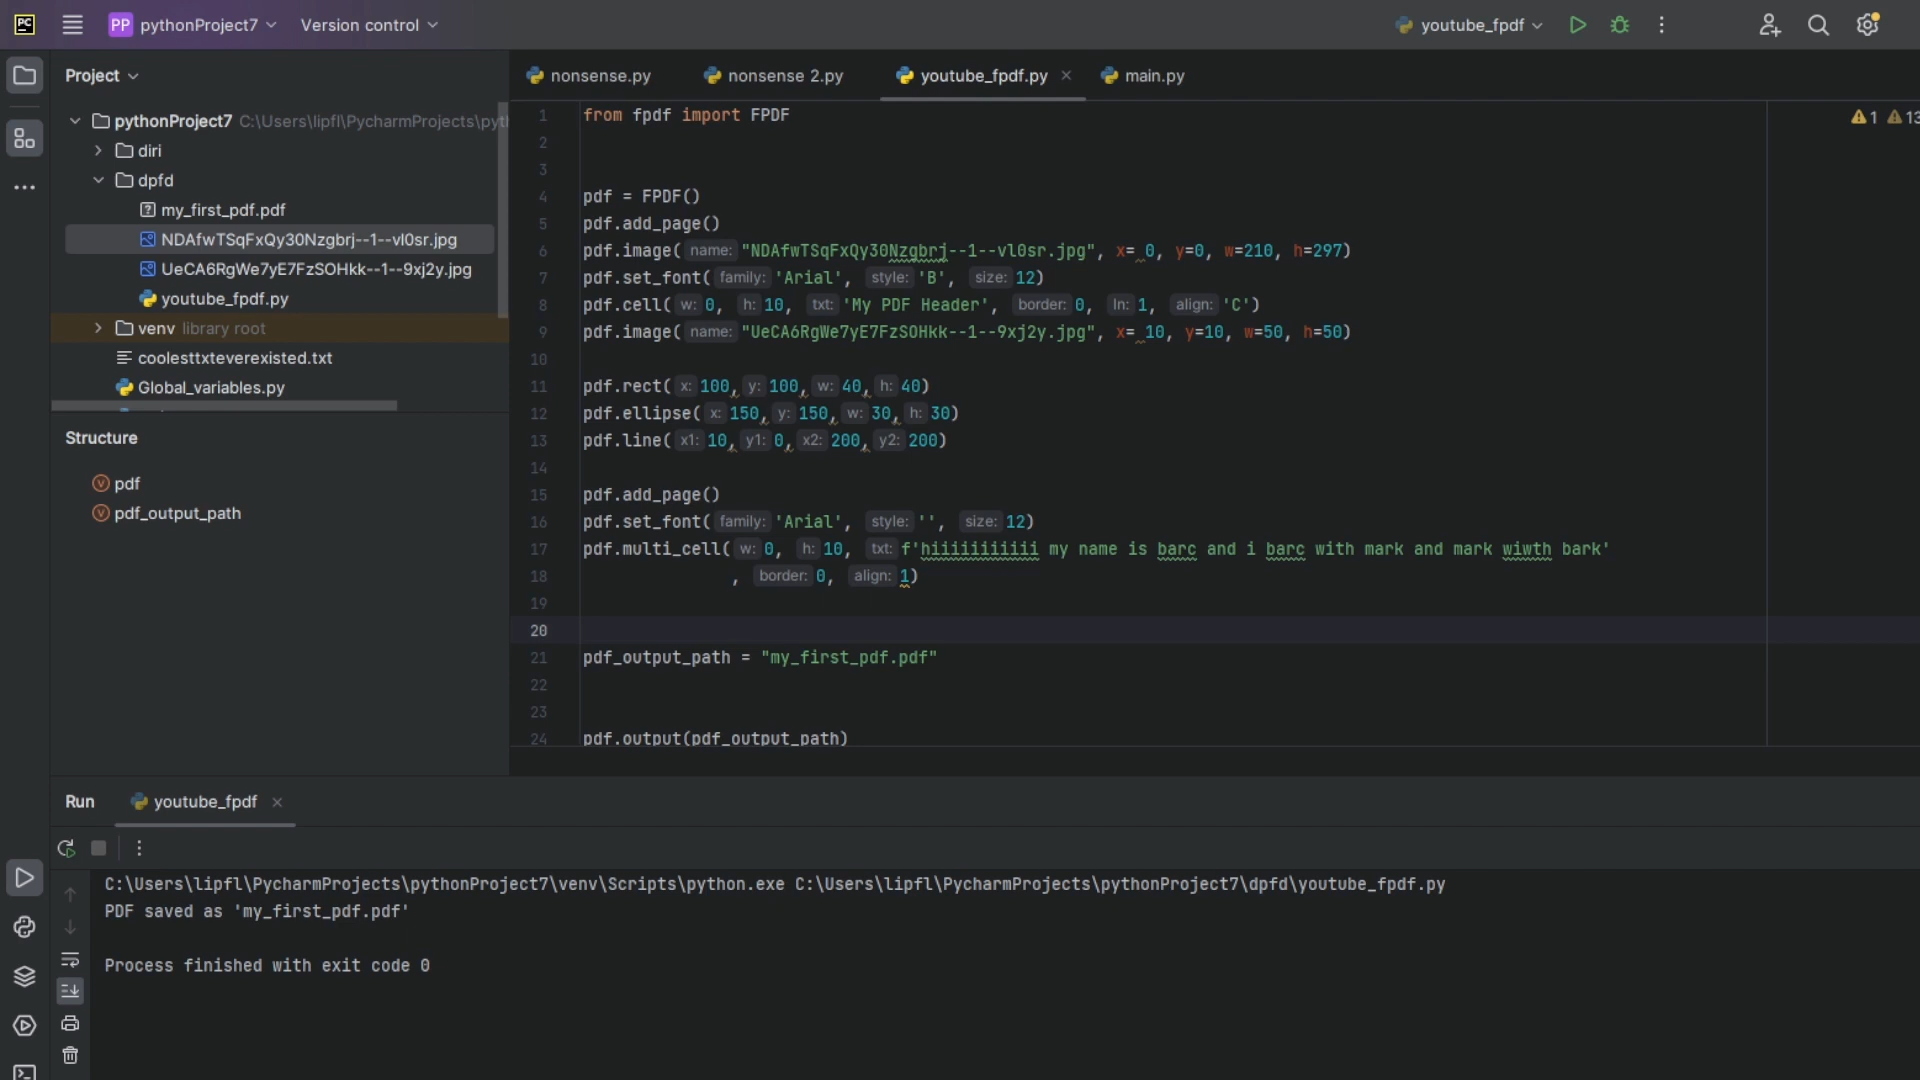 PC
PP pythonProject7 Version control youtube_fpdf
Project
nonsense.py nonsense 2.py youtube_fpdf.py main.py
pythonProject7 C:\Users\lipfl\PycharmProjects\pyth
diri
dpfd
my_first_pdf.pdf
NDAfwTSqFxQy30Nzgbrj--1--vl0sr.jpg
UeCA6RgWe7yE7FzSOHkk--1--9xj2y.jpg
youtube_fpdf.py
venv library root
coolesttxteverexisted.txt
Global_variables.py
Structure
pdf
pdf_output_path
1 from fpdf import FPDF
2
3
4 pdf = FPDF()
5 pdf.add_page()
6 pdf.image( name: "NDAfwTSqFxQy30Nzgbrj--1--vl0sr.jpg", x= 0, y=0, w=210, h=297)
7 pdf.set_font( family: 'Arial', style: 'B', size: 12)
8 pdf.cell( w: 0, h: 10, txt: 'My PDF Header', border: 0, ln: 1, align: 'C')
9 pdf.image( name: "UeCA6RgWe7yE7FzSOHkk--1--9xj2y.jpg", x= 10, y=10, w=50, h=50)
10
11 pdf.rect( x: 100, y: 100, w: 40, h: 40)
12 pdf.ellipse( x: 150, y: 150, w: 30, h: 30)
13 pdf.line( x1: 10, y1: 0, x2: 200, y2: 200)
14
15 pdf.add_page()
16 pdf.set_font( family: 'Arial', style: '', size: 12)
17 pdf.multi_cell( w: 0, h: 10, txt: f'hiiiiiiiiiii my name is barc and i barc with mark and mark wiwth bark'
18 , border: 0, align: 1)
19
20
21 pdf_output_path = "my_first_pdf.pdf"
22
23
24 pdf.output(pdf_output_path)
1 13
Run youtube_fpdf
C:\Users\lipfl\PycharmProjects\pythonProject7\venv\Scripts\python.exe C:\Users\lipfl\PycharmProjects\pythonProject7\dpfd\youtube_fpdf.py
PDF saved as 'my_first_pdf.pdf'
Process finished with exit code 0